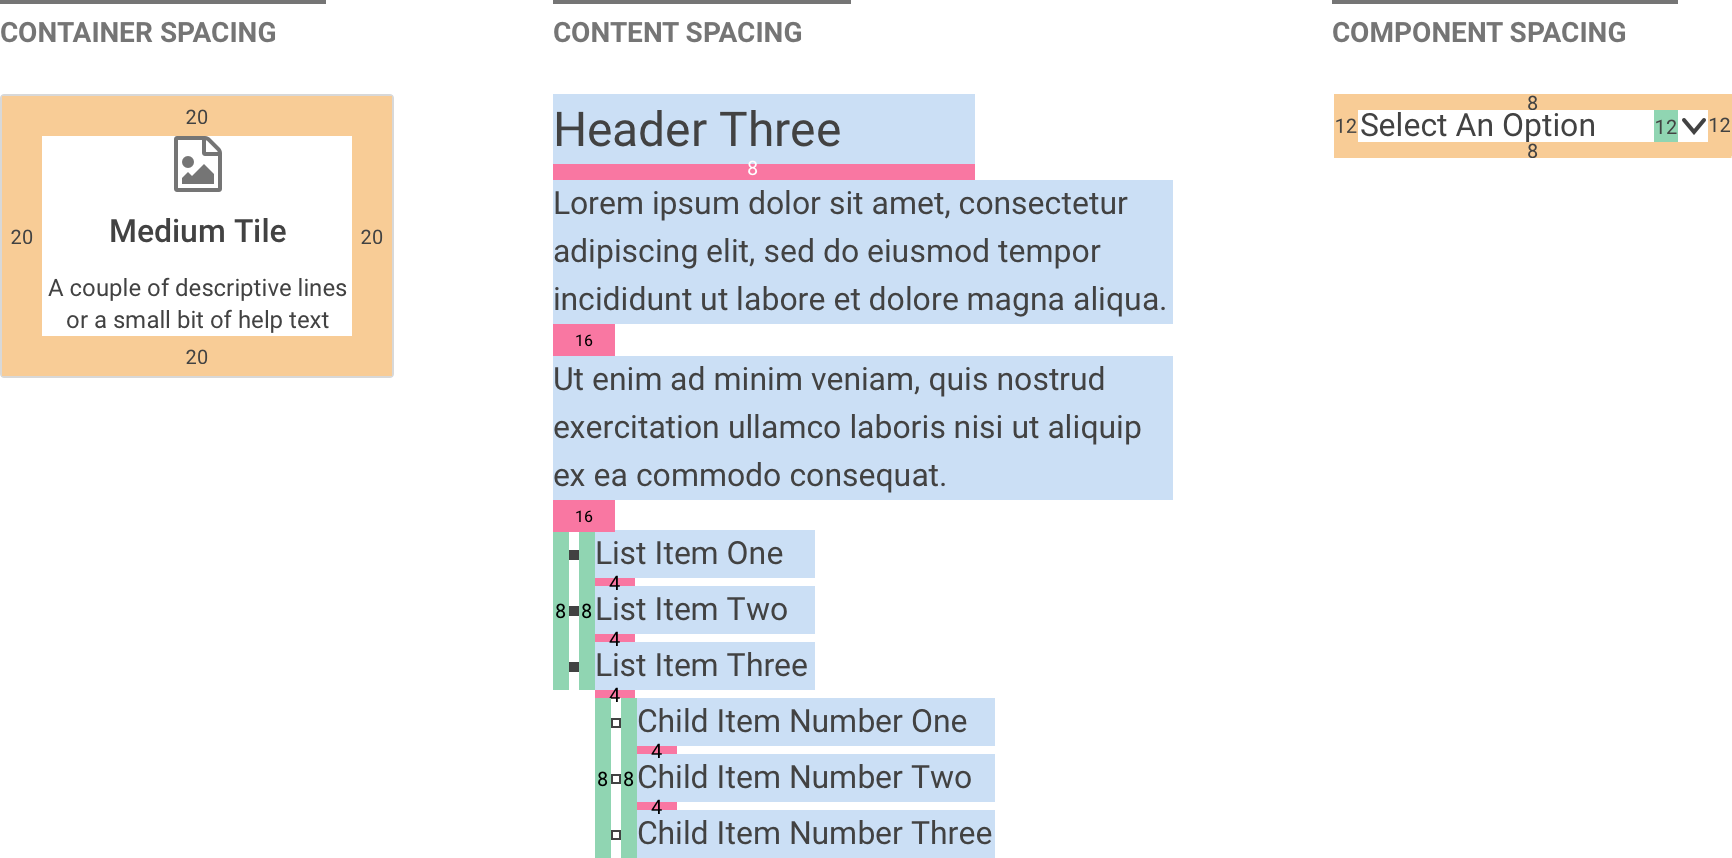 CONTAINER SPACING
20
20
Medium Tile
20
A couple of descriptive lines
or a small bit of help text
20
CONTENT SPACING
Header Three
8
Lorem ipsum dolor sit amet, consectetur
adipiscing elit, sed do eiusmod tempor
incididunt ut labore et dolore magna aliqua.
16
Ut enim ad minim veniam, quis nostrud
exercitation ullamco laboris nisi ut aliquip
ex ea commodo consequat.
16
List Item One
4
8 8 List Item Two
4
List Item Three
4
Child Item Number One
4
8 8 Child Item Number Two
4
Child Item Number Three
COMPONENT SPACING
8
12 Select An Option 12 12
8